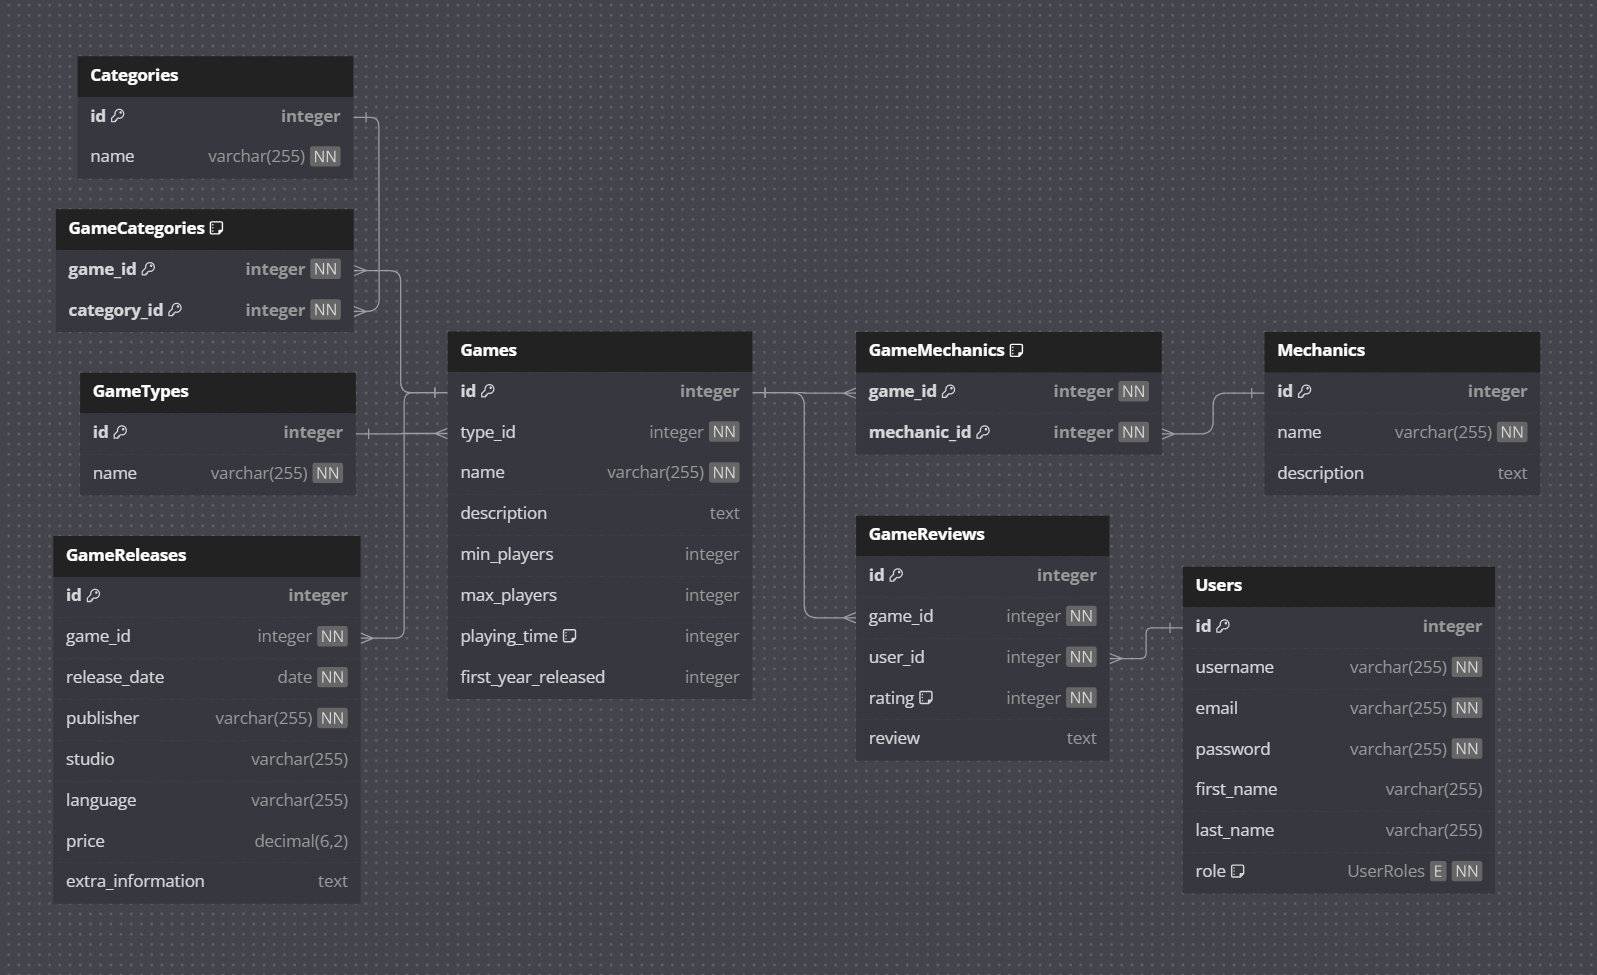 Categories
id integer
name varchar(255) NN
GameCategories
game_id integer NN
category_id integer NN
GameTypes
id integer
name varchar(255) NN
GameReleases
id integer
game_id integer NN
release_date date NN
publisher varchar(255) NN
studio varchar(255)
language varchar(255)
price decimal(6,2)
extra_information text
Games
id integer
type_id integer NN
name varchar(255) NN
description text
min_players integer
max_players integer
playing_time integer
first_year_released integer
GameMechanics
game_id integer NN
mechanic_id integer NN
GameReviews
id integer
game_id integer NN
user_id integer NN
rating integer NN
review text
Mechanics
id integer
name varchar(255) NN
description text
Users
id integer
username varchar(255) NN
email varchar(255) NN
password varchar(255) NN
first_name varchar(255)
last_name varchar(255)
role UserRoles E NN